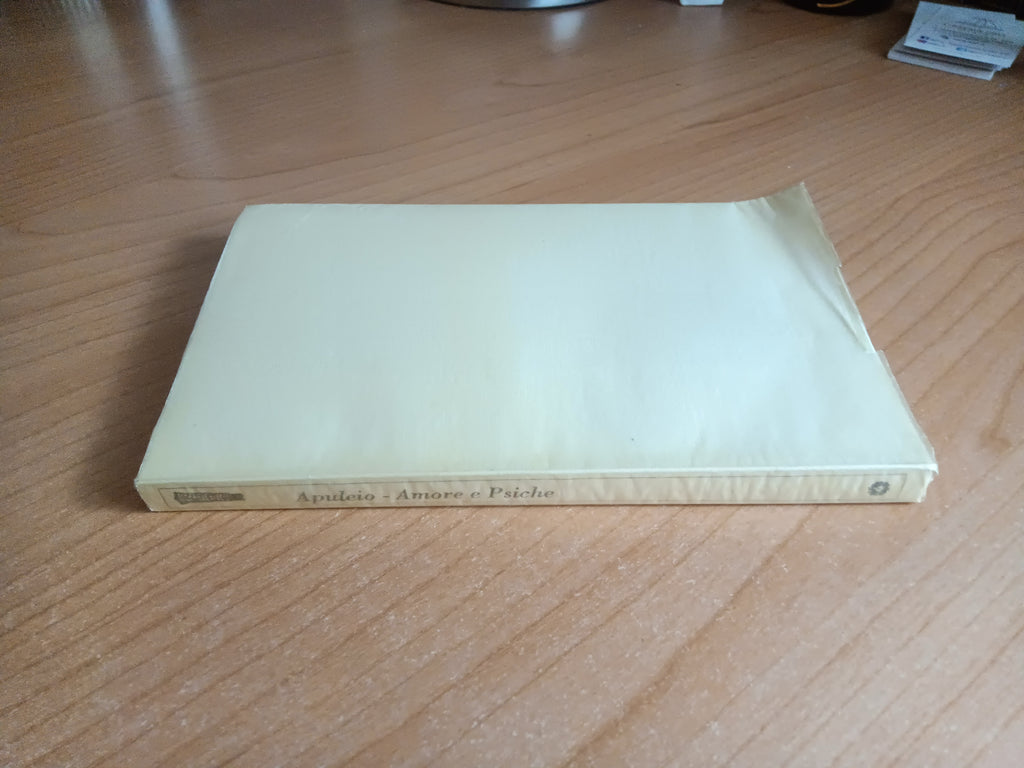 Apuleio - Amore e Psiche